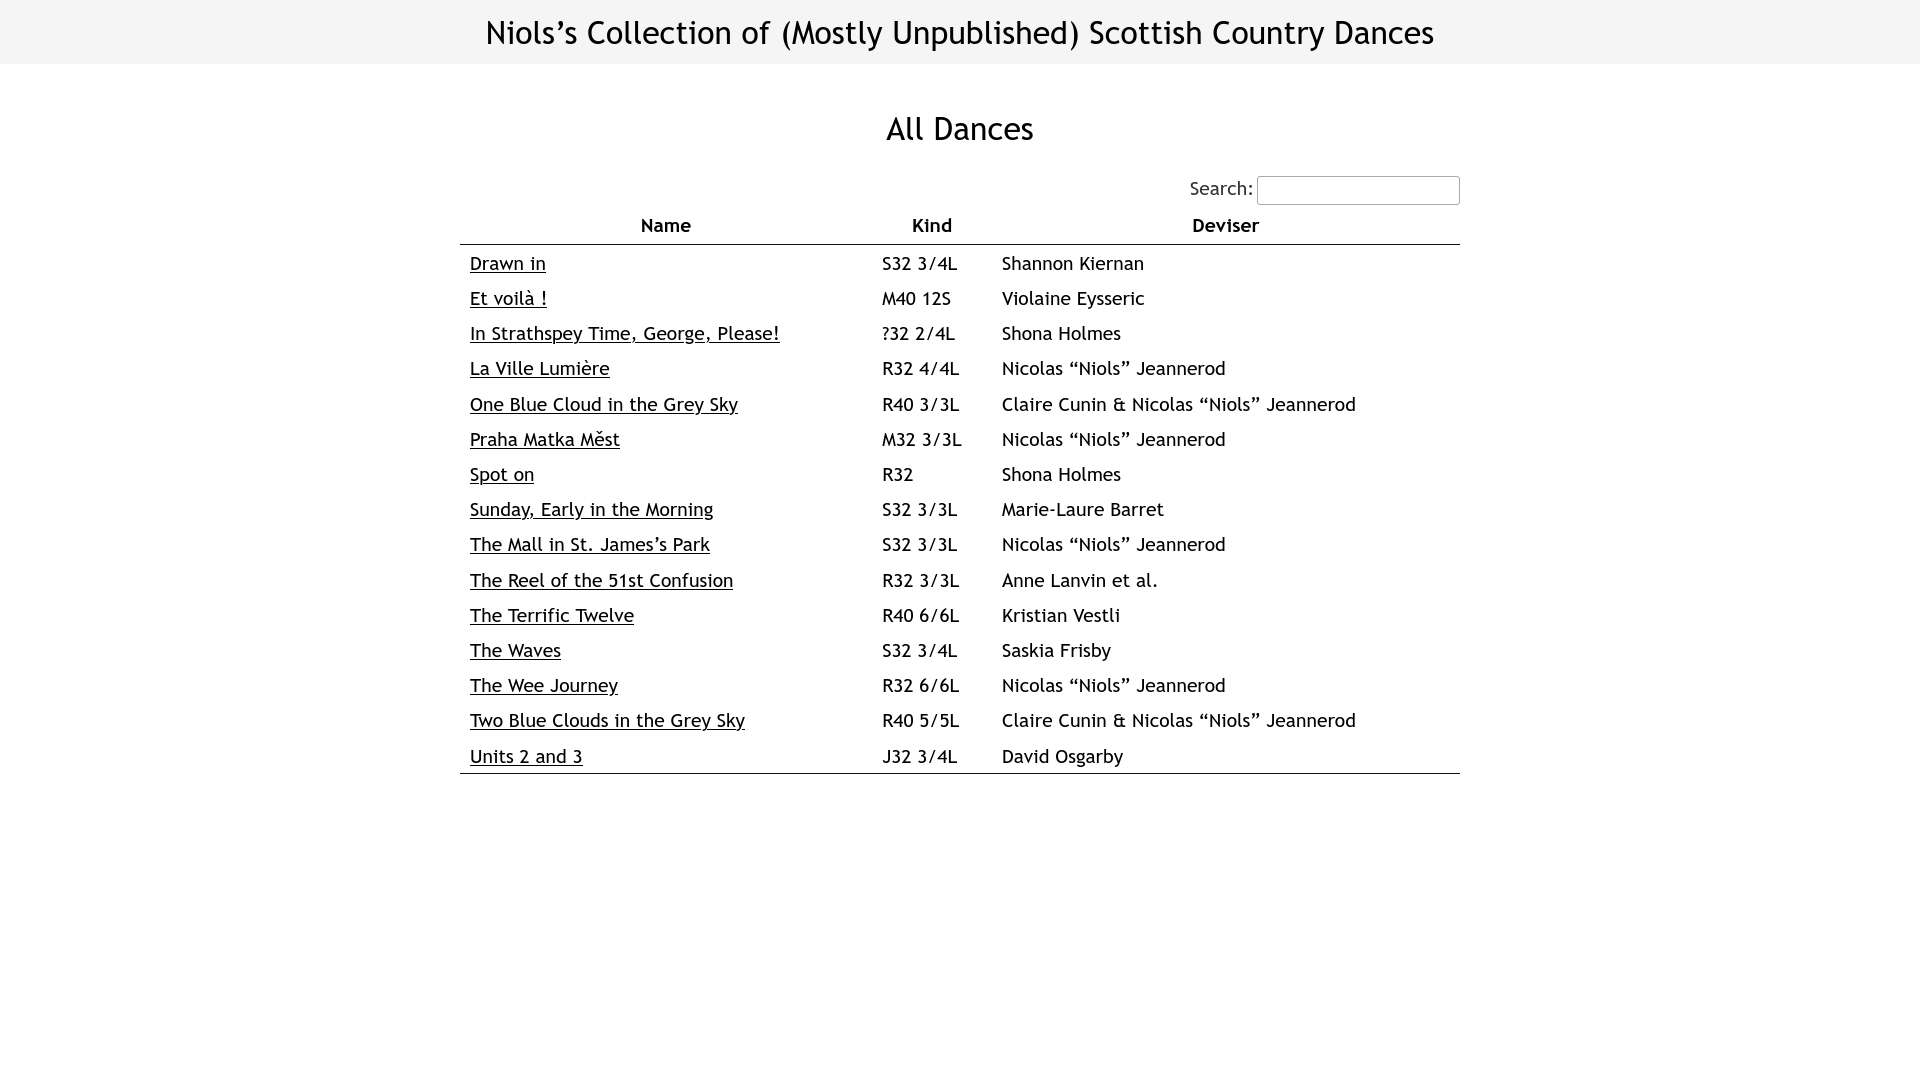 Niols’s Collection of (Mostly Unpublished) Scottish Country Dances
All Dances
Search:
Name Kind Deviser
Drawn in S32 3/4L Shannon Kiernan
Et voilà ! M40 12S Violaine Eysseric
In Strathspey Time, George, Please! ?32 2/4L Shona Holmes
La Ville Lumière R32 4/4L Nicolas “Niols” Jeannerod
One Blue Cloud in the Grey Sky R40 3/3L Claire Cunin & Nicolas “Niols” Jeannerod
Praha Matka Měst M32 3/3L Nicolas “Niols” Jeannerod
Spot on R32 Shona Holmes
Sunday, Early in the Morning S32 3/3L Marie-Laure Barret
The Mall in St. James’s Park S32 3/3L Nicolas “Niols” Jeannerod
The Reel of the 51st Confusion R32 3/3L Anne Lanvin et al.
The Terrific Twelve R40 6/6L Kristian Vestli
The Waves S32 3/4L Saskia Frisby
The Wee Journey R32 6/6L Nicolas “Niols” Jeannerod
Two Blue Clouds in the Grey Sky R40 5/5L Claire Cunin & Nicolas “Niols” Jeannerod
Units 2 and 3 J32 3/4L David Osgarby